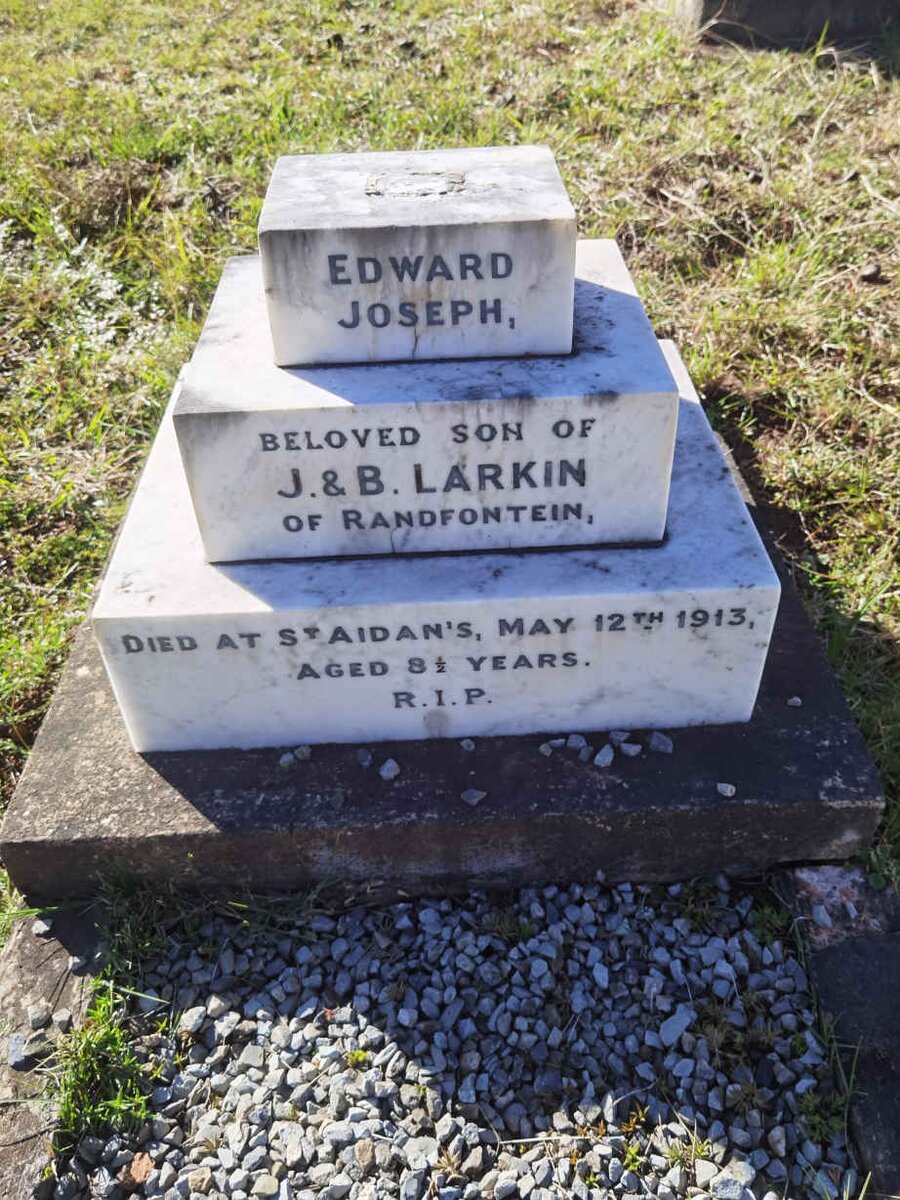 EDWARD
JOSEPH,
BELOVED SON OF
J. & B. LARKIN
OF RANDFONTEIN,
DIED AT ST AIDAN'S, MAY 12TH 1913,
AGED 8½ YEARS.
R.I.P.